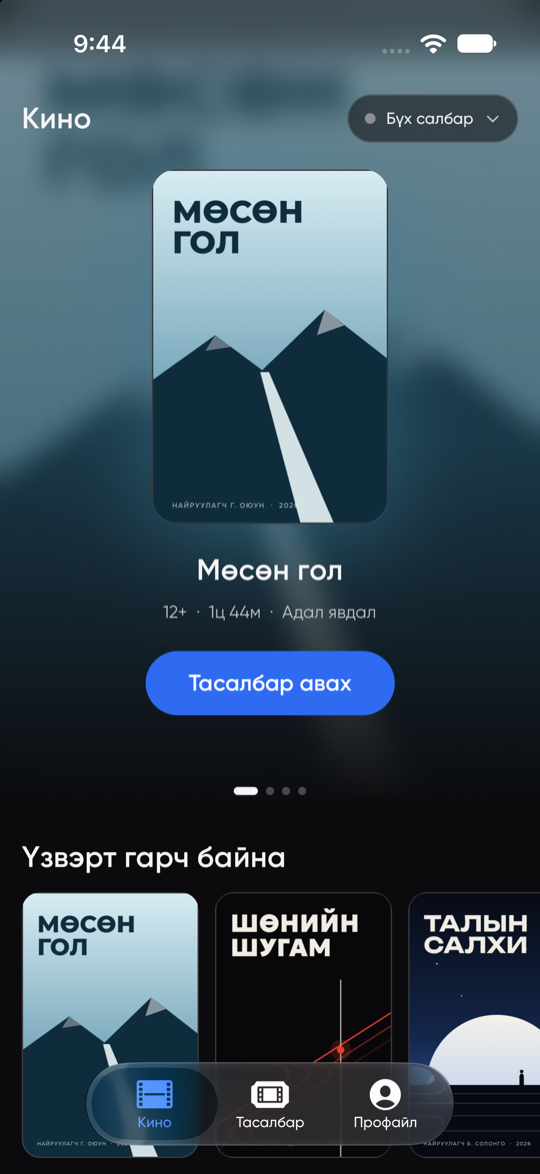 9:44
Кино
Бүх салбар
МӨСӨН
ГОЛ
НАЙРУУЛАГЧ Г. ОЮУН · 202
Мөсөн гол
12+ · 1ц 44м · Адал явдал
Тасалбар авах
Үзвэрт гарч байна
МӨСӨН
ГОЛ
ШӨНИЙН
ШУГАМ
ТАЛЫН
САЛХИ
НАЙРУУЛАГЧ Г. ОЮУН
НАЙРУУЛАГЧ Б. СОЛОНГО · 2026
Кино
Тасалбар
Профайл